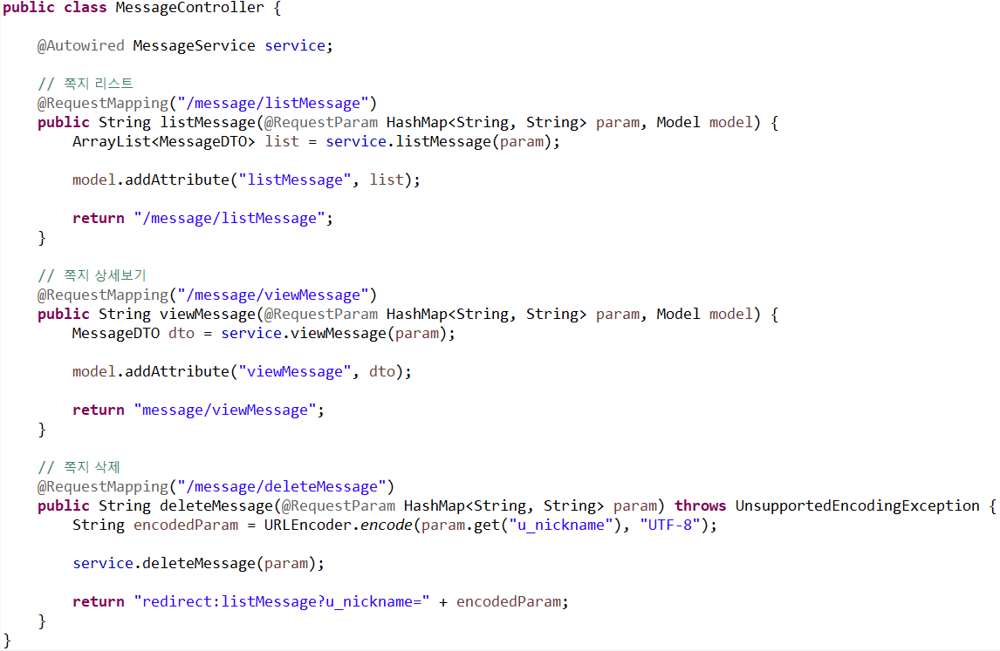 public class MessageController {
@Autowired MessageService service;
// 쪽지 리스트
@RequestMapping("/message/listMessage")
public String listMessage(@RequestParam HashMap<String, String> param, Model model) {
ArrayList<MessageDTO> list = service.listMessage(param);
model.addAttribute("listMessage", list);
return "/message/listMessage";
}
// 쪽지 상세보기
@RequestMapping("/message/viewMessage")
public String viewMessage(@RequestParam HashMap<String, String> param, Model model) {
MessageDTO dto = service.viewMessage(param);
model.addAttribute("viewMessage", dto);
return "message/viewMessage";
}
// 쪽지 삭제
@RequestMapping("/message/deleteMessage")
public String deleteMessage(@RequestParam HashMap<String, String> param) throws UnsupportedEncodingException {
String encodedParam = URLEncoder.encode(param.get("u_nickname"), "UTF-8");
service.deleteMessage(param);
return "redirect:listMessage?u_nickname=" + encodedParam;
}
}